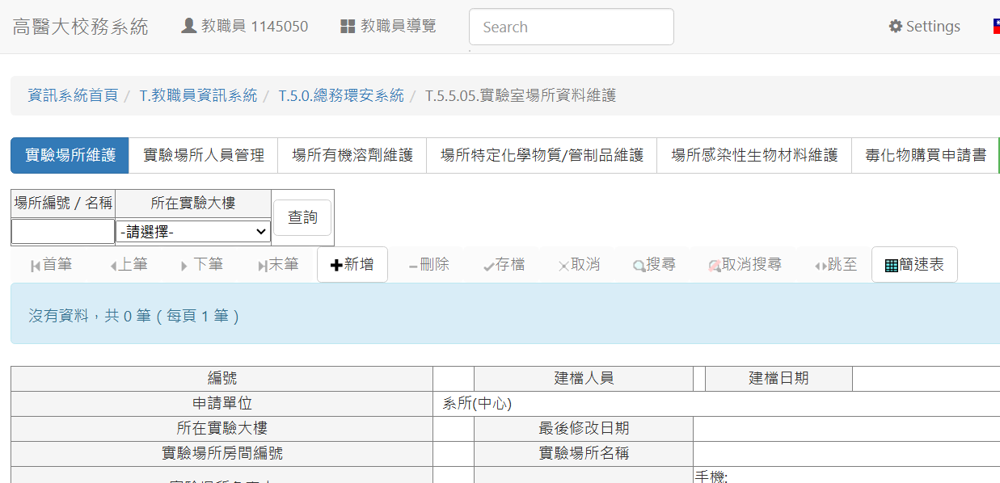 高醫大校務系統 教職員 1145050 教職員導覽 Search Settings
資訊系統首頁 / T.教職員資訊系統 / T.5.0.總務環安系統 / T.5.5.05.實驗室場所資料維護
實驗場所維護 實驗場所人員管理 場所有機溶劑維護 場所特定化學物質/管制品維護 場所感染性生物材料維護 毒化物購買申請書
場所編號 / 名稱 所在實驗大樓 查詢
-請選擇-
首筆 上筆 下筆 末筆 新增 刪除 存檔 取消 搜尋 取消搜尋 跳至 簡速表
沒有資料，共 0 筆 ( 每頁 1 筆 )
編號 建檔人員 建檔日期
申請單位 系所(中心)
所在實驗大樓 最後修改日期
實驗場所房間編號 實驗場所名稱
手機: